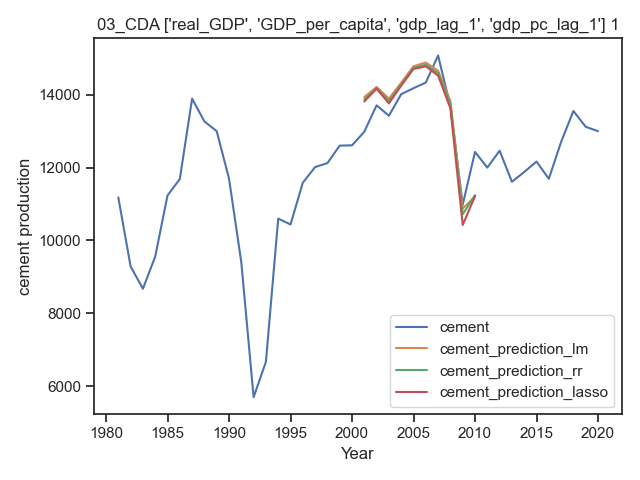 03_CDA ['real_GDP', 'GDP_per_capita', 'gdp_lag_1', 'gdp_pc_lag_1'] 1
14000
12000
10000
8000
6000
cement production
cement
cement_prediction_lm
cement_prediction_rr
cement_prediction_lasso
1980 1985 1990 1995 2000 2005 2010 2015 2020
Year